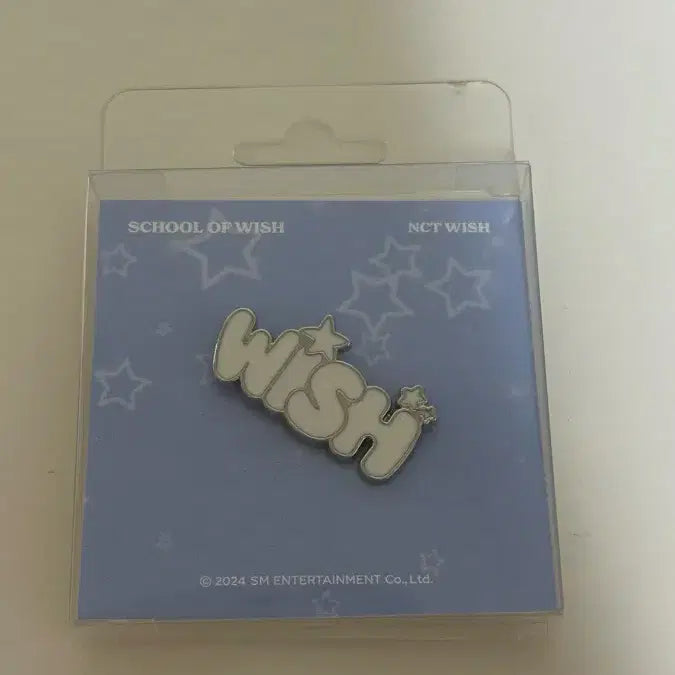 SCHOOL OF WISH
NCT WISH
WiSH
© 2024 SM ENTERTAINMENT Co., Ltd.